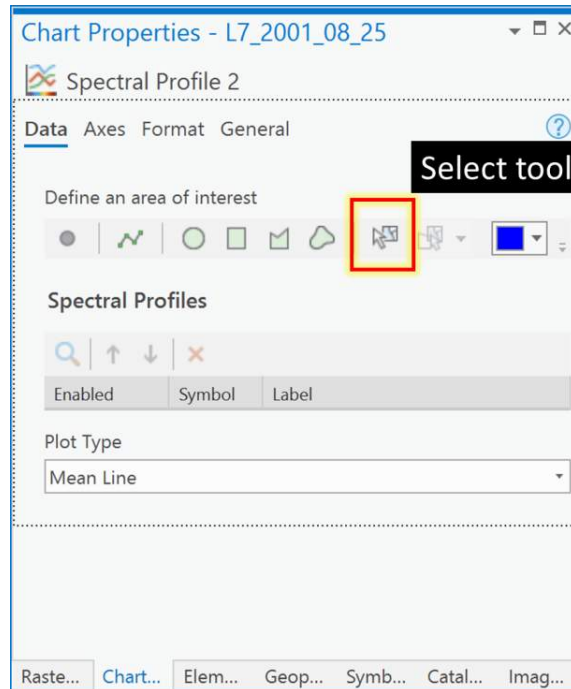 Chart Properties - L7_2001_08_25
Spectral Profile 2
Data Axes Format General
Select tool
Define an area of interest
Spectral Profiles
Enabled Symbol Label
Plot Type
Mean Line
Raste... Chart... Elem... Geop... Symb... Catal... Imag...